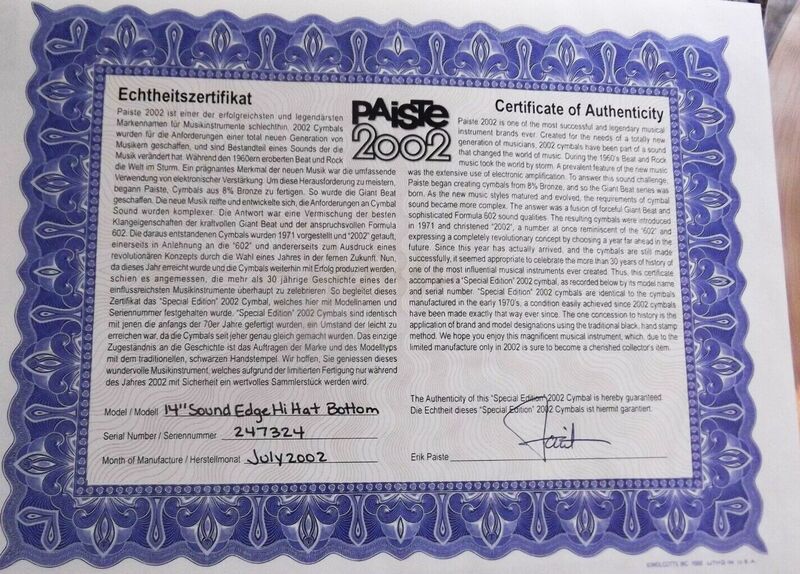 Echtheitszertifikat
Paiste 2002 ist einer der erfolgreichsten und legendärsten
Markennamen für Musikinstrumente schlechthin. 2002 Cymbals
wurden für die Anforderungen einer total neuen Generation von
Musikern geschaffen, und sind Bestandteil eines Sounds der die
Musik verändert hat. Während den 1960ern eroberten Beat und Rock
die Welt im Sturm. Ein prägnantes Merkmal der neuen Musik war die umfassende
Verwendung von elektronischer Verstärkung. Um diese Herausforderung zu meistern,
begann Paiste, Cymbals aus 8% Bronze zu fertigen. So wurde die Giant Beat
geschaffen. Die neue Musik reifte und entwickelte sich, die Anforderungen an Cymbal
Sound wurden komplexer. Die Antwort war eine Vermischung der besten
Klangeigenschaften der kraftvollen Giant Beat und der anspruchsvollen Formula
602. Die daraus entstandenen Cymbals wurden 1971 vorgestellt und "2002" getauft,
einerseits in Anlehnung an die "602" und andererseits zum Ausdruck eines
revolutionären Konzepts durch die Wahl eines Jahres in der fernen Zukunft. Nun,
da dieses Jahr erreicht wurde und die Cymbals weiterhin mit Erfolg produziert werden,
schien es angemessen, die mehr als 30 jährige Geschichte eines der
einflussreichsten Musikinstrumente überhaupt zu zelebrieren. So begleitet dieses
Zertifikat das "Special Edition" 2002 Cymbal, welches hier mit Modelnamen und
Seriennummer festgehalten wurde. "Special Edition" 2002 Cymbals sind identisch
mit jenen die anfangs der 70er Jahre gefertigt wurden, ein Umstand der leicht zu
erreichen war, da die Cymbals seit jeher genau gleich gemacht wurden. Das einzige
Zugeständnis an die Geschichte ist das Auftragen der Marke und des Modelltyps
mit dem traditionellen, schwarzen Handstempel. Wir hoffen, Sie geniessen dieses
wundervolle Musikinstrument, welches aufgrund der limitierten Fertigung nur während
des Jahres 2002 mit Sicherheit ein wertvolles Sammlerstück werden wird.
Model / Modell 14" Sound Edge Hi Hat Bottom
Serial Number / Seriennummer 247324
Month of Manufacture / Herstellmonat July 2002
PAiSTe
2002
Certificate of Authenticity
Paiste 2002 is one of the most successful and legendary musical
instrument brands ever. Created for the needs of a totally new
generation of musicians, 2002 cymbals have been part of a sound
that changed the world of music. During the 1960's Beat and Rock
music took the world by storm. A prevalent feature of the new music
was the extensive use of electronic amplification. To answer this sound challenge,
Paiste began creating cymbals from 8% Bronze, and so the Giant Beat series was
born. As the new music styles matured and evolved, the requirements of cymbal
sound became more complex. The answer was a fusion of forceful Giant Beat and
sophisticated Formula 602 sound qualities. The resulting cymbals were introduced
in 1971 and christened "2002", a number at once reminiscent of the "602" and
expressing a completely revolutionary concept by choosing a year far ahead in the
future. Since this year has actually arrived, and the cymbals are still made
successfully, it seemed appropriate to celebrate the more than 30 years of history of
one of the most influential musical instruments ever created. Thus, this certificate
accompanies a "Special Edition" 2002 cymbal, as recorded below by its model name
and serial number. "Special Edition" 2002 cymbals are identical to the cymbals
manufactured in the early 1970's, a condition easily achieved since 2002 cymbals
have been made exactly that way ever since. The one concession to history is the
application of brand and model designations using the traditional black, hand stamp
method. We hope you enjoy this magnificent musical instrument, which, due to the
limited manufacture only in 2002 is sure to become a cherished collector's item.
The Authenticity of this "Special Edition" 2002 Cymbal is hereby guaranteed.
Die Echtheit dieses "Special Edition" 2002 Cymbals ist hiermit garantiert.
Erik Paiste